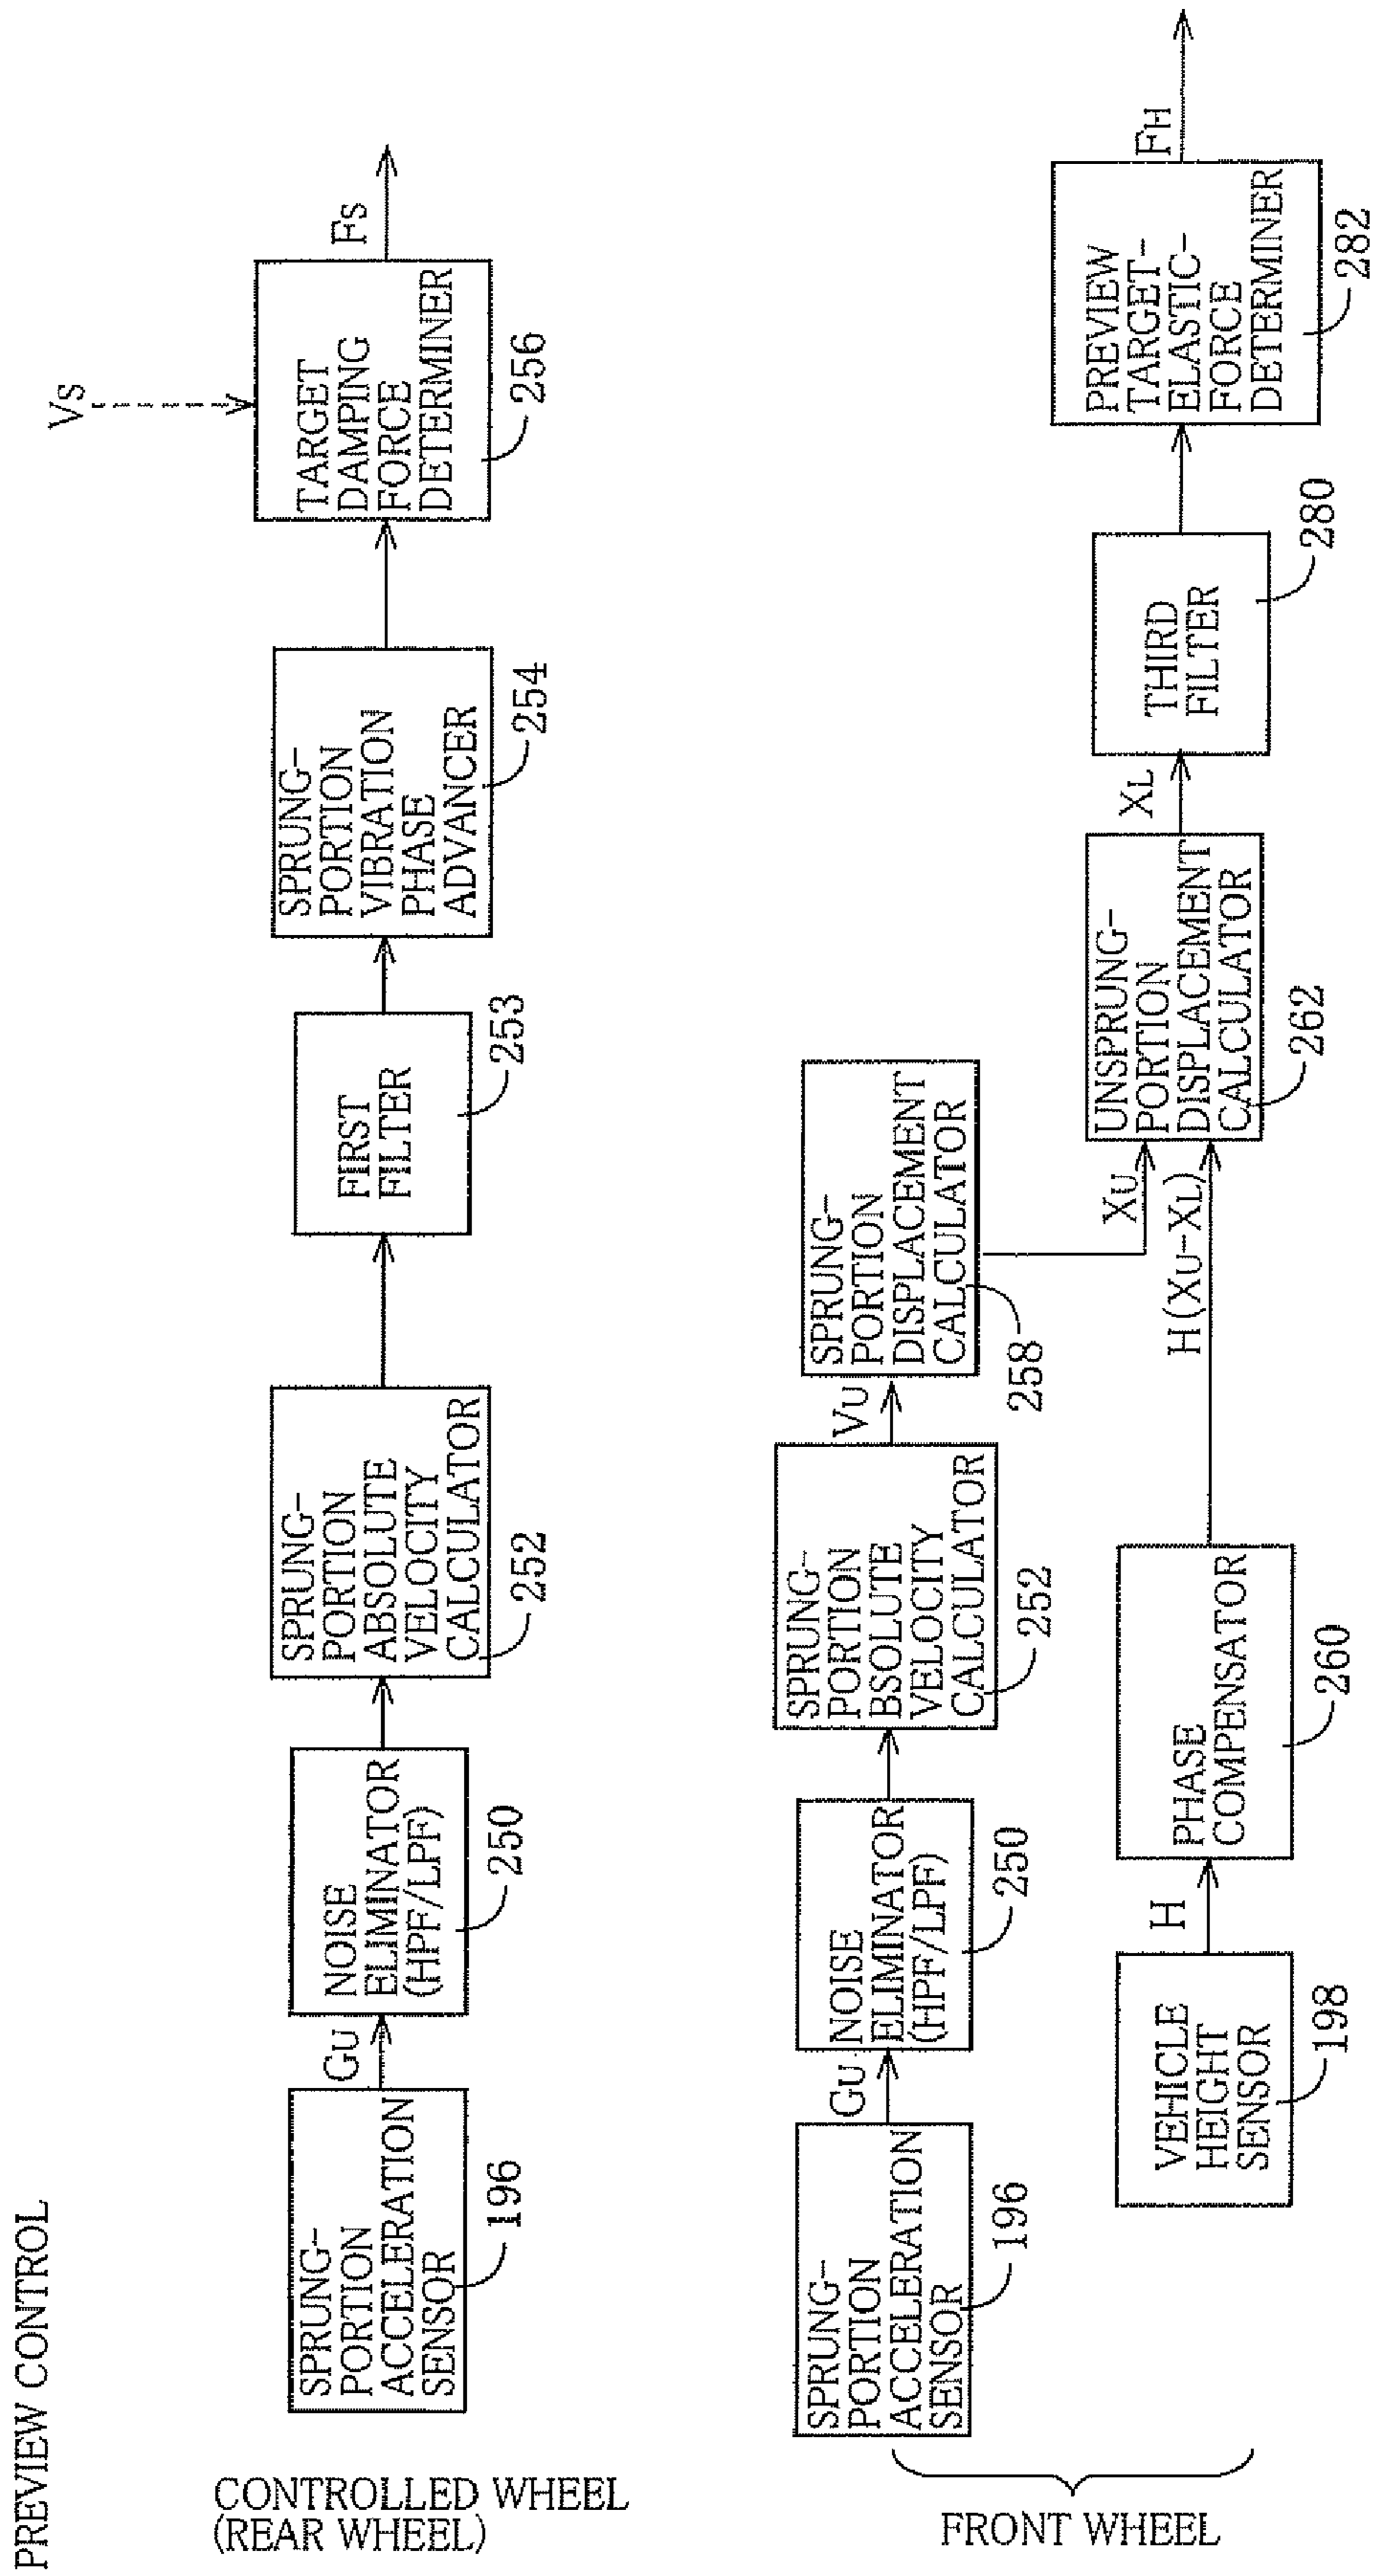 PREVIEW CONTROL
CONTROLLED WHEEL
(REAR WHEEL)
SPRUNG-
PORTION
ACCELERATION
SENSOR
196
GU
NOISE
ELIMINATOR
(HPF/LPF)
250
SPRUNG-
PORTION
ABSOLUTE
VELOCITY
CALCULATOR
252
FIRST
FILTER
253
SPRUNG-
PORTION
VIBRATION
PHASE
ADVANCER
254
VS
TARGET
DAMPING
FORCE
DETERMINER
256
FS
FRONT WHEEL
SPRUNG-
PORTION
ACCELERATION
SENSOR
196
GU
NOISE
ELIMINATOR
(HPF/LPF)
250
SPRUNG-
PORTION
BSOLUTE
VELOCITY
CALCULATOR
252
VU
SPRUNG-
PORTION
DISPLACEMENT
CALCULATOR
258
XU
VEHICLE
HEIGHT
SENSOR
198
H
PHASE
COMPENSATOR
260
H(XU-XL)
UNSPRUNG-
PORTION
DISPLACEMENT
CALCULATOR
262
XL
THIRD
FILTER
280
PREVIEW
TARGET-
ELASTIC-
FORCE
DETERMINER
282
FH